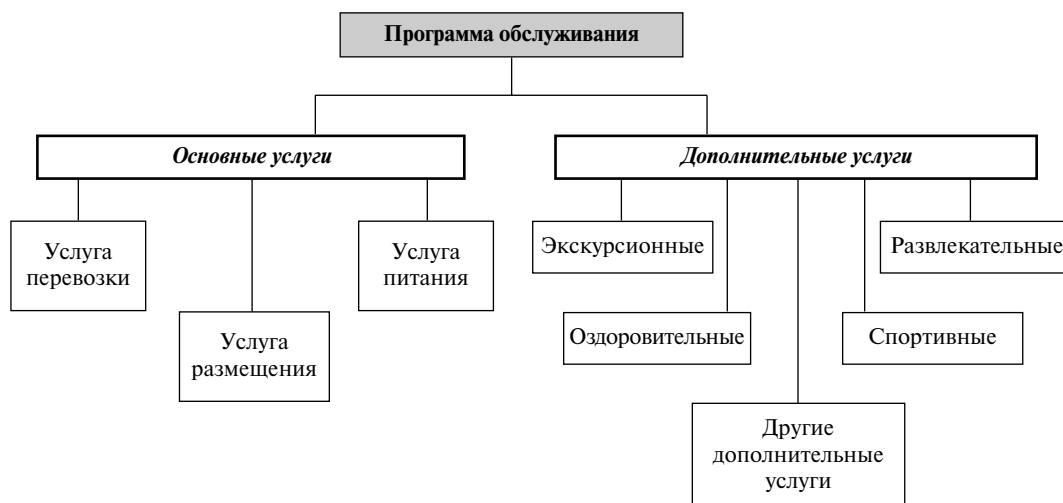 Программа обслуживания
Основные услуги
Дополнительные услуги
Услуга
перевозки
Услуга
размещения
Услуга
питания
Экскурсионные
Оздоровительные
Другие
дополнительные
услуги
Спортивные
Развлекательные